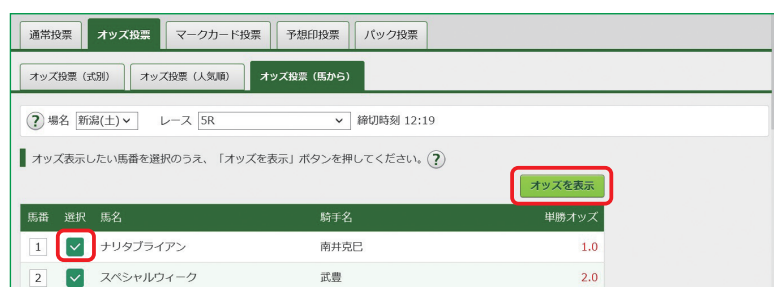 通常投票 オッズ投票 マークカード投票 予想印投票 パック投票
オッズ投票（式別） オッズ投票（人気順） オッズ投票（馬から）
? 場名 新潟(土) レース 5R 締切時刻 12:19
オッズ表示したい馬番を選択のうえ、「オッズを表示」ボタンを押してください。 ?
オッズを表示
馬番 選択 馬名 騎手名 単勝オッズ
1 ナリタブライアン 南井克巳 1.0
2 スペシャルウィーク 武豊 2.0